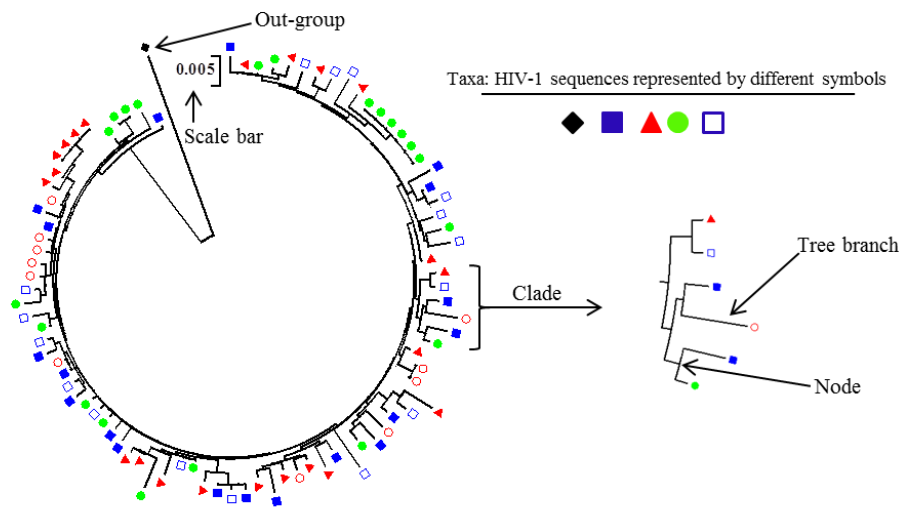 Out-group
0.005
Scale bar
Taxa: HIV-1 sequences represented by different symbols
Clade
Tree branch
Node